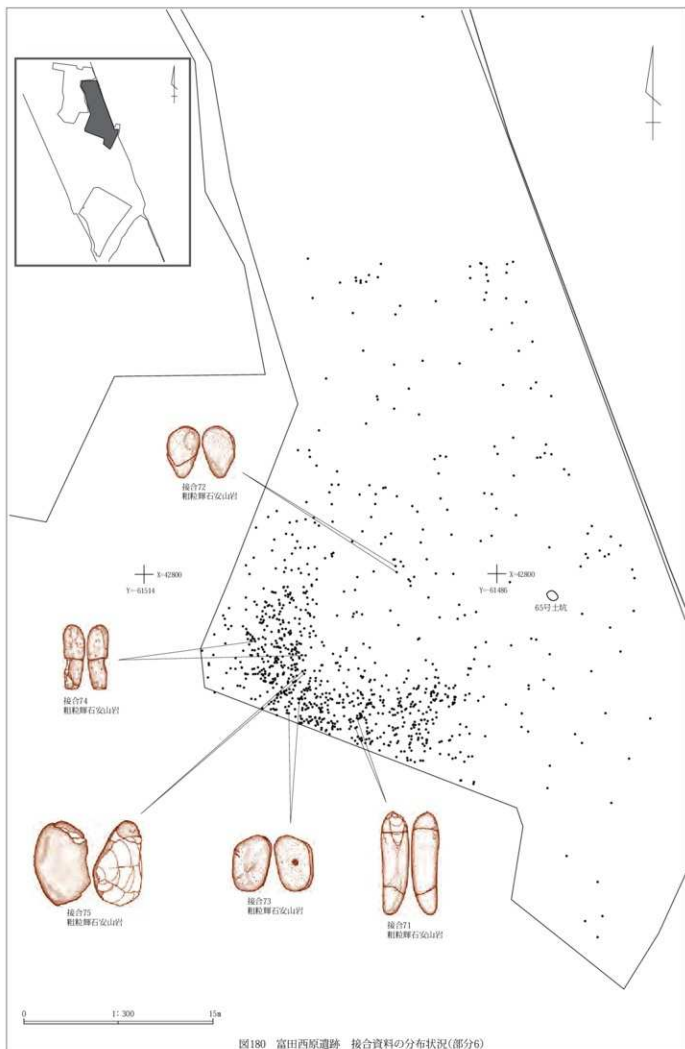 接合72
粗粒輝石安山岩
X=42800
Y=-61514
X=42800
Y=-61486
65号土坑
接合74
粗粒輝石安山岩
接合75
粗粒輝石安山岩
接合73
粗粒輝石安山岩
接合71
粗粒輝石安山岩
0
1:300
15m
図180 富田西原遺跡 接合資料の分布状況(部分6)